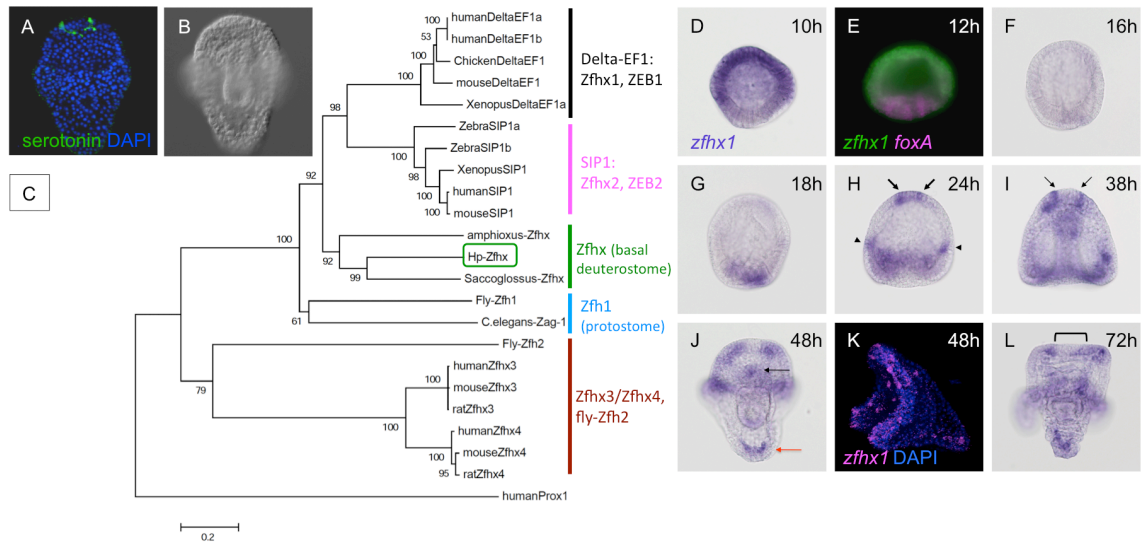 A
serotonin DAPI
B
C
100
53
100
100
100
98
100
98
100
92
92
99
100
61
79
100
100
100
95
humanDeltaEF1a
humanDeltaEF1b
ChickenDeltaEF1
mouseDeltaEF1
XenopusDeltaEF1a
ZebraSIP1a
ZebraSIP1b
XenopusSIP1
humanSIP1
mouseSIP1
amphioxus-Zfhx
Hp-Zfhx
Saccoglossus-Zfhx
Fly-Zfh1
C.elegans-Zag-1
Fly-Zfh2
humanZfhx3
mouseZfhx3
ratZfhx3
humanZfhx4
mouseZfhx4
ratZfhx4
humanProx1
0.2
Delta-EF1:
Zfhx1, ZEB1
SIP1:
Zfhx2, ZEB2
Zfhx (basal
deuterostome)
Zfh1
(protostome)
Zfhx3/Zfhx4,
fly-Zfh2
D 10h
zfhx1
E 12h
zfhx1 foxA
F 16h
G 18h
H 24h
I 38h
J 48h
K 48h
zfhx1 DAPI
L 72h